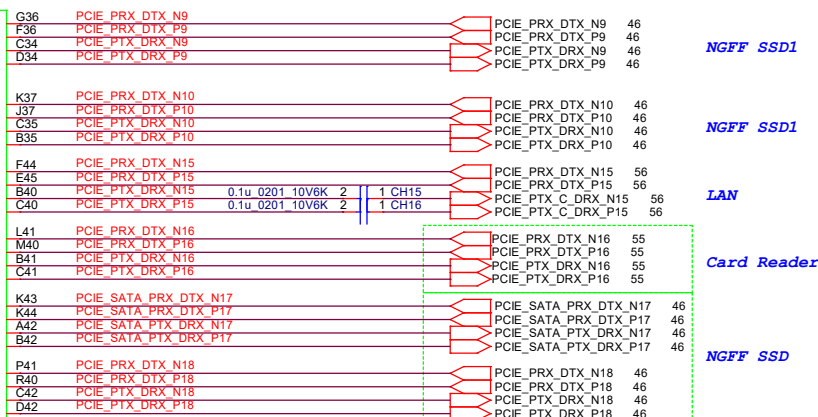 G36 PCIE_PRX_DTX_N9 PCIE_PRX_DTX_N9 46
F36 PCIE_PRX_DTX_P9 PCIE_PRX_DTX_P9 46
C34 PCIE_PTX_DRX_N9 PCIE_PTX_DRX_N9 46
D34 PCIE_PTX_DRX_P9 PCIE_PTX_DRX_P9 46
NGFF SSD1
K37 PCIE_PRX_DTX_N10 PCIE_PRX_DTX_N10 46
J37 PCIE_PRX_DTX_P10 PCIE_PRX_DTX_P10 46
C35 PCIE_PTX_DRX_N10 PCIE_PTX_DRX_N10 46
B35 PCIE_PTX_DRX_P10 PCIE_PTX_DRX_P10 46
NGFF SSD1
F44 PCIE_PRX_DTX_N15 PCIE_PRX_DTX_N15 56
E45 PCIE_PRX_DTX_P15 PCIE_PRX_DTX_P15 56
B40 PCIE_PTX_DRX_N15 0.1u_0201_10V6K 2 1 CH15 PCIE_PTX_C_DRX_N15 56
C40 PCIE_PTX_DRX_P15 0.1u_0201_10V6K 2 1 CH16 PCIE_PTX_C_DRX_P15 56
LAN
L41 PCIE_PRX_DTX_N16 PCIE_PRX_DTX_N16 55
M40 PCIE_PRX_DTX_P16 PCIE_PRX_DTX_P16 55
B41 PCIE_PTX_DRX_N16 PCIE_PTX_DRX_N16 55
C41 PCIE_PTX_DRX_P16 PCIE_PTX_DRX_P16 55
Card Reader
K43 PCIE_SATA_PRX_DTX_N17 PCIE_SATA_PRX_DTX_N17 46
K44 PCIE_SATA_PRX_DTX_P17 PCIE_SATA_PRX_DTX_P17 46
A42 PCIE_SATA_PTX_DRX_N17 PCIE_SATA_PTX_DRX_N17 46
B42 PCIE_SATA_PTX_DRX_P17 PCIE_SATA_PTX_DRX_P17 46
NGFF SSD
P41 PCIE_PRX_DTX_N18 PCIE_PRX_DTX_N18 46
R40 PCIE_PRX_DTX_P18 PCIE_PRX_DTX_P18 46
C42 PCIE_PTX_DRX_N18 PCIE_PTX_DRX_N18 46
D42 PCIE_PTX_DRX_P18 PCIE_PTX_DRX_P18 46